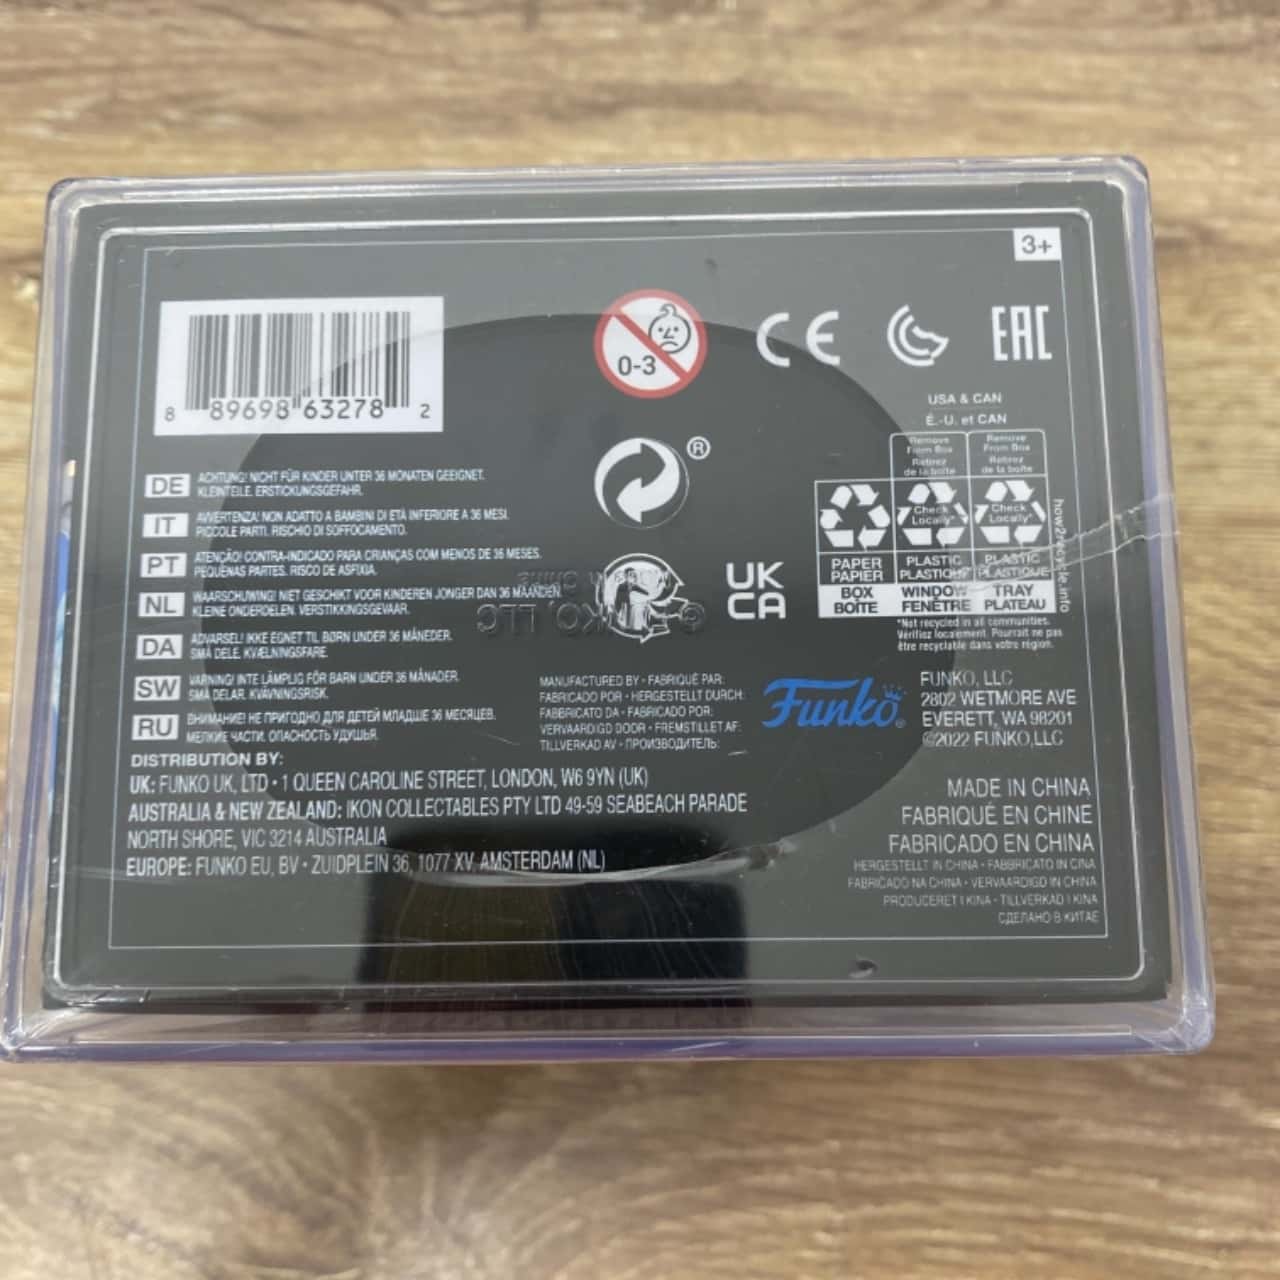 3+
8 89698 63278 2
0-3
CE
EAC
USA & CAN
É.-U. et CAN
Remove From Box
Retirez de la boîte
Remove From Box
Retirez de la boîte
Check Locally*
Check Locally*
PAPER
PAPIER
PLASTIC
PLASTIQUE
PLASTIC
PLASTIQUE
BOX
BOÎTE
WINDOW
FENÊTRE
TRAY
PLATEAU
how2recycle.info
*Not recycled in all communities.
Vérifiez localement. Pourrait ne pas
être recyclable dans votre région.
®
UK
CA
Made in China
© FUNKO, LLC
DE ACHTUNG! NICHT FÜR KINDER UNTER 36 MONATEN GEEIGNET.
KLEINTEILE. ERSTICKUNGSGEFAHR.
IT AVVERTENZA: NON ADATTO A BAMBINI DI ETÀ INFERIORE A 36 MESI.
PICCOLE PARTI. RISCHIO DI SOFFOCAMENTO.
PT ATENÇÃO! CONTRA-INDICADO PARA CRIANÇAS COM MENOS DE 36 MESES.
PEQUENAS PARTES. RISCO DE ASFIXIA.
NL WAARSCHUWING! NIET GESCHIKT VOOR KINDEREN JONGER DAN 36 MAANDEN.
KLEINE ONDERDELEN. VERSTIKKINGSGEVAAR.
DA ADVARSEL! IKKE EGNET TIL BØRN UNDER 36 MÅNEDER.
SMÅ DELE. KVÆLNINGSFARE.
SW VARNING! INTE LÄMPLIG FÖR BARN UNDER 36 MÅNADER.
SMÅ DELAR. KVÄVNINGSRISK.
RU ВНИМАНИЕ! НЕ ПРИГОДНО ДЛЯ ДЕТЕЙ МЛАДШЕ 36 МЕСЯЦЕВ.
МЕЛКИЕ ЧАСТИ. ОПАСНОСТЬ УДУШЬЯ.
MANUFACTURED BY • FABRIQUÉ PAR:
FABRICADO POR • HERGESTELLT DURCH:
FABBRICATO DA • FABRICADO POR:
VERVAARDIGD DOOR • FREMSTILLET AF:
TILLVERKAD AV • ПРОИЗВОДИТЕЛЬ:
Funko®
FUNKO, LLC
2802 WETMORE AVE
EVERETT, WA 98201
©2022 FUNKO,LLC
DISTRIBUTION BY:
UK: FUNKO UK, LTD • 1 QUEEN CAROLINE STREET, LONDON, W6 9YN (UK)
AUSTRALIA & NEW ZEALAND: IKON COLLECTABLES PTY LTD 49-59 SEABEACH PARADE
NORTH SHORE, VIC 3214 AUSTRALIA
EUROPE: FUNKO EU, BV • ZUIDPLEIN 36, 1077 XV, AMSTERDAM (NL)
MADE IN CHINA
FABRIQUÉ EN CHINE
FABRICADO EN CHINA
HERGESTELLT IN CHINA • FABBRICATO IN CINA
FABRICADO NA CHINA • VERVAARDIGD IN CHINA
PRODUCERET I KINA • TILLVERKAD I KINA
СДЕЛАНО В КИТАЕ